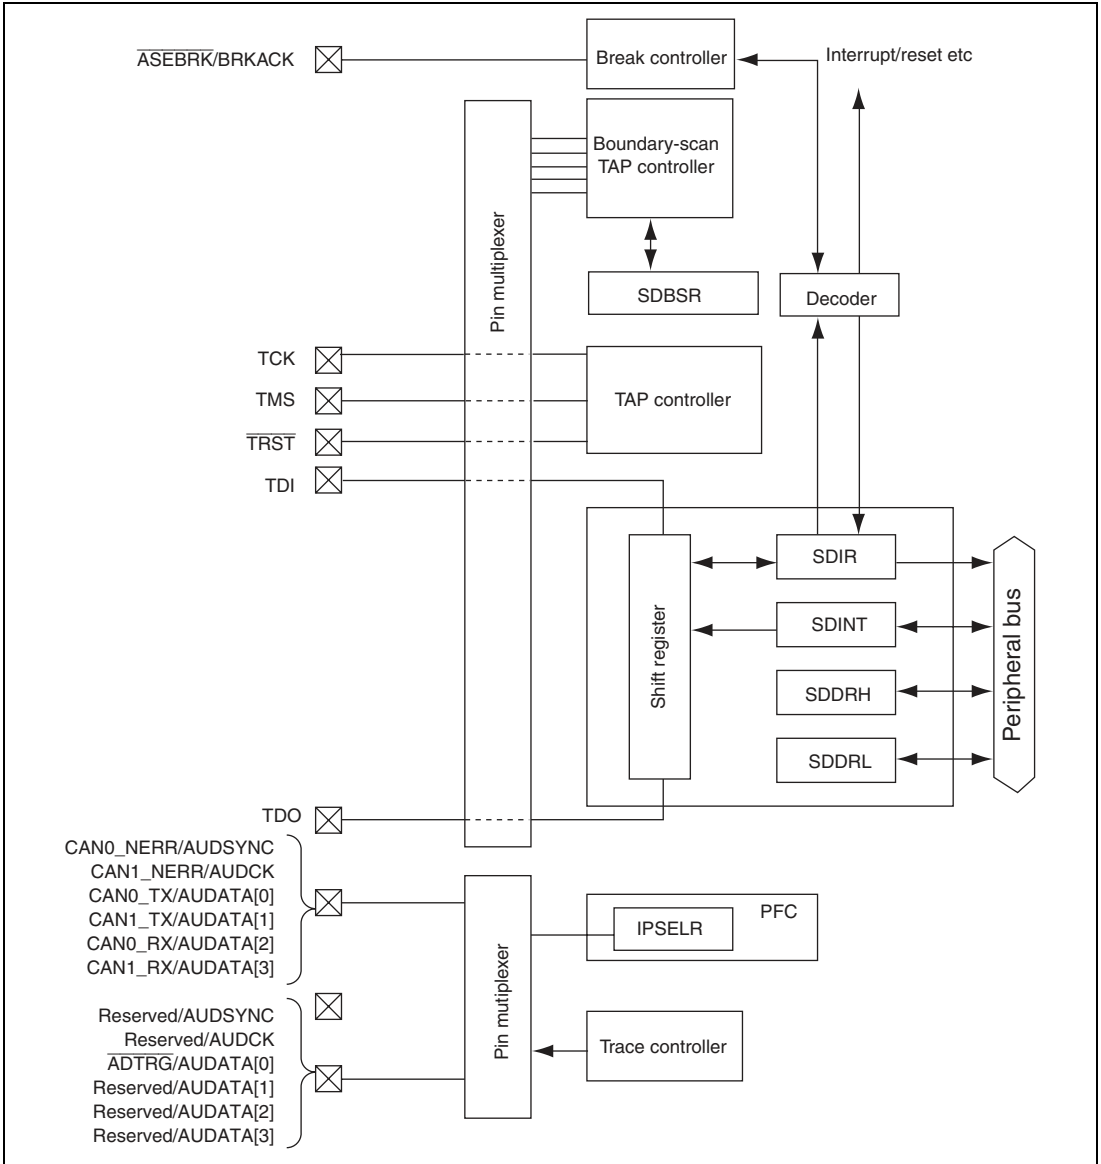 ASEBRK/BRKACK
Break controller
Interrupt/reset etc
Boundary-scan
TAP controller
Pin multiplexer
SDBSR
Decoder
TCK
TMS
TRST
TDI
TAP controller
SDIR
SDINT
SDDRH
SDDRL
Shift register
Peripheral bus
TDO
CAN0_NERR/AUDSYNC
CAN1_NERR/AUDCK
CAN0_TX/AUDATA[0]
CAN1_TX/AUDATA[1]
CAN0_RX/AUDATA[2]
CAN1_RX/AUDATA[3]
PFC
IPSELR
Pin mutiplexer
Trace controller
Reserved/AUDSYNC
Reserved/AUDCK
ADTRG/AUDATA[0]
Reserved/AUDATA[1]
Reserved/AUDATA[2]
Reserved/AUDATA[3]